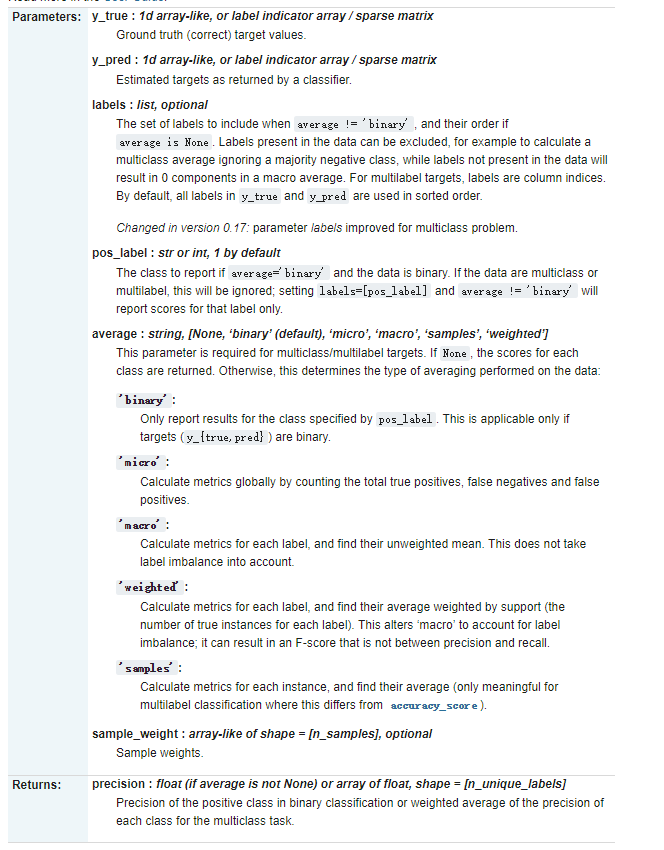 Parameters: y_true : 1d array-like, or label indicator array / sparse matrix
Ground truth (correct) target values.
y_pred : 1d array-like, or label indicator array / sparse matrix
Estimated targets as returned by a classifier.
labels : list, optional
The set of labels to include when average != 'binary' , and their order if
average is None . Labels present in the data can be excluded, for example to calculate a
multiclass average ignoring a majority negative class, while labels not present in the data will
result in 0 components in a macro average. For multilabel targets, labels are column indices.
By default, all labels in y_true and y_pred are used in sorted order.
Changed in version 0.17: parameter labels improved for multiclass problem.
pos_label : str or int, 1 by default
The class to report if average='binary' and the data is binary. If the data are multiclass or
multilabel, this will be ignored; setting labels=[pos_label] and average != 'binary' will
report scores for that label only.
average : string, [None, ‘binary’ (default), ‘micro’, ‘macro’, ‘samples’, ‘weighted’]
This parameter is required for multiclass/multilabel targets. If None , the scores for each
class are returned. Otherwise, this determines the type of averaging performed on the data:
'binary' :
Only report results for the class specified by pos_label . This is applicable only if
targets ( y_{true,pred} ) are binary.
'micro' :
Calculate metrics globally by counting the total true positives, false negatives and false
positives.
'macro' :
Calculate metrics for each label, and find their unweighted mean. This does not take
label imbalance into account.
'weighted' :
Calculate metrics for each label, and find their average weighted by support (the
number of true instances for each label). This alters ‘macro’ to account for label
imbalance; it can result in an F-score that is not between precision and recall.
'samples' :
Calculate metrics for each instance, and find their average (only meaningful for
multilabel classification where this differs from accuracy_score ).
sample_weight : array-like of shape = [n_samples], optional
Sample weights.
Returns: precision : float (if average is not None) or array of float, shape = [n_unique_labels]
Precision of the positive class in binary classification or weighted average of the precision of
each class for the multiclass task.